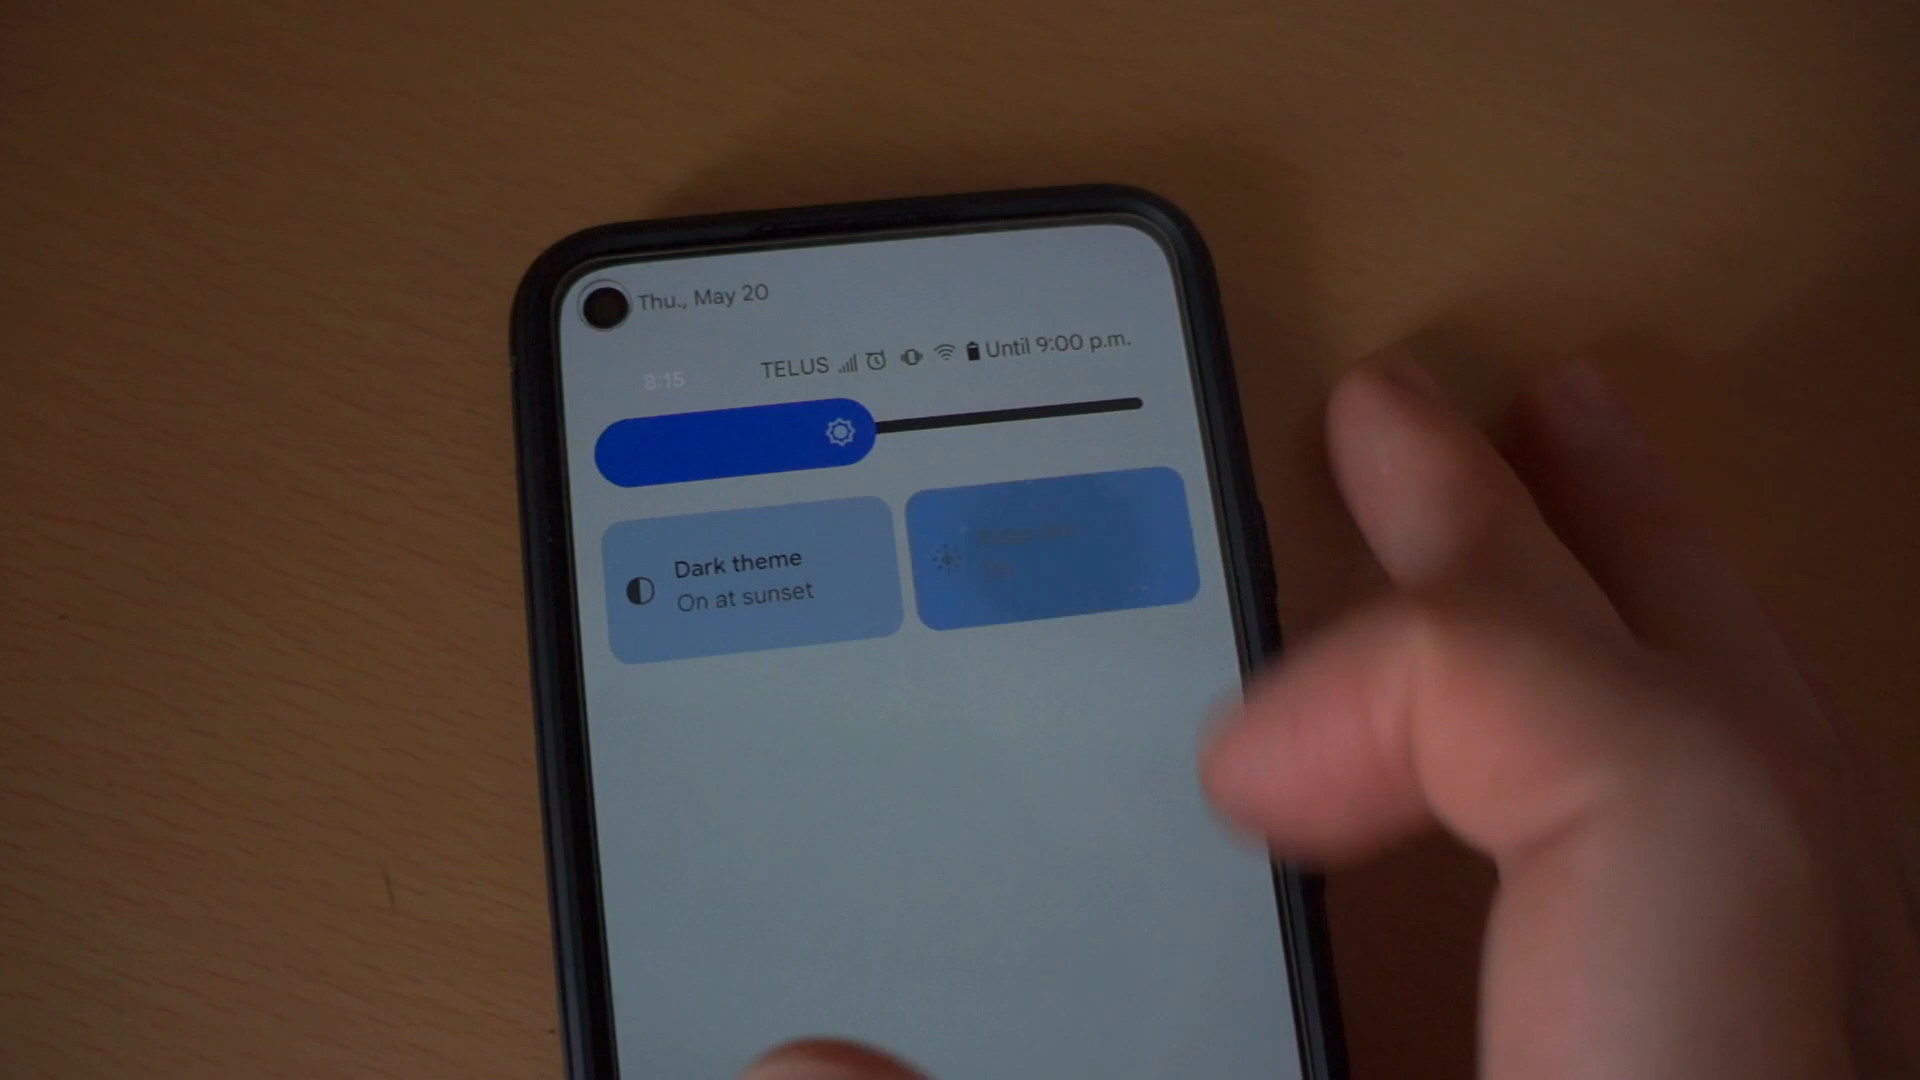 Thu., May 20
8:15
TELUS Until 9:00 p.m.
Dark theme
On at sunset